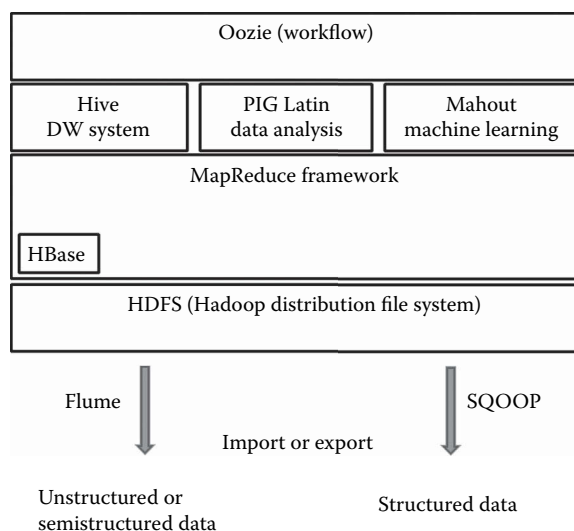 Oozie (workflow)
Hive
DW system
PIG Latin
data analysis
Mahout
machine learning
MapReduce framework
HBase
HDFS (Hadoop distribution file system)
Flume
SQOOP
Import or export
Unstructured or
semistructured data
Structured data